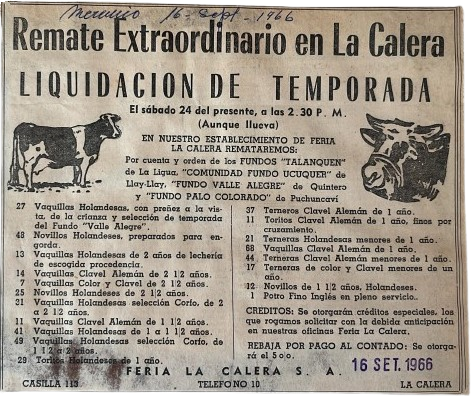 Mercurio 16 - Sept. - 1966
Remate Extraordinario en La Calera
LIQUIDACION DE TEMPORADA
El sábado 24 del presente, a las 2.30 P. M.
(Aunque llueva)
EN NUESTRO ESTABLECIMIENTO DE FERIA
LA CALERA REMATAREMOS:
Por cuenta y orden de los FUNDOS "TALANQUEN"
de La Ligua, "COMUNIDAD FUNDO UCUQUER" de
Llay-Llay, "FUNDO VALLE ALEGRE" de Quintero
y "FUNDO PALO COLORADO" de Puchuncaví
27 Vaquillas Holandesas, con preñez a la vis-
ta, de la crianza y selección de temporada
del Fundo "Valle Alegre".
48 Novillos Holandeses, preparados para en-
gorda.
13 Vaquillas Holandesas de 2 años de lechería
de escogida procedencia.
14 Vaquillas Clavel Alemán de 2 1|2 años.
7 Vaquillas Color y Clavel de 2 1|2 años.
25 Novillos Holandeses de 2 1|2 años.
31 Vaquillas Holandesas selección Corfo, de 2
a 2 1|2 años.
11 Vaquillas Clavel Alemán de 1 1|2 años.
41 Vaquillas Holandesas de 1 a 1 1|2 años.
49 Vaquillas Holandesas selección Corfo, de
1 1|2 a 2 años.
29 Toritos Holandeses de 1 año.
37 Terneros Clavel Alemán de 1 año.
11 Toritos Clavel Alemán de 1 año, finos por
cruzamiento.
21 Terneras Holandesas menores de 1 año.
68 Vaquillas Clavel Alemán de 1 año.
44 Terneros Clavel Alemán menores de 1 año.
17 Terneras de color y Clavel menores de un
año.
12 Novillos de 1 1|2 años, Holandeses.
1 Potro Fino Inglés en pleno servicio.
CREDITOS: Se otorgarán créditos especiales, los
que rogamos solicitar con la debida anticipación
en nuestras oficinas Feria La Calera.
REBAJA POR PAGO AL CONTADO: Se otorga-
rá el 5 o|o.
16 SET. 1966
FERIA LA CALERA S. A.
CASILLA 113 TELEFONO 10 LA CALERA